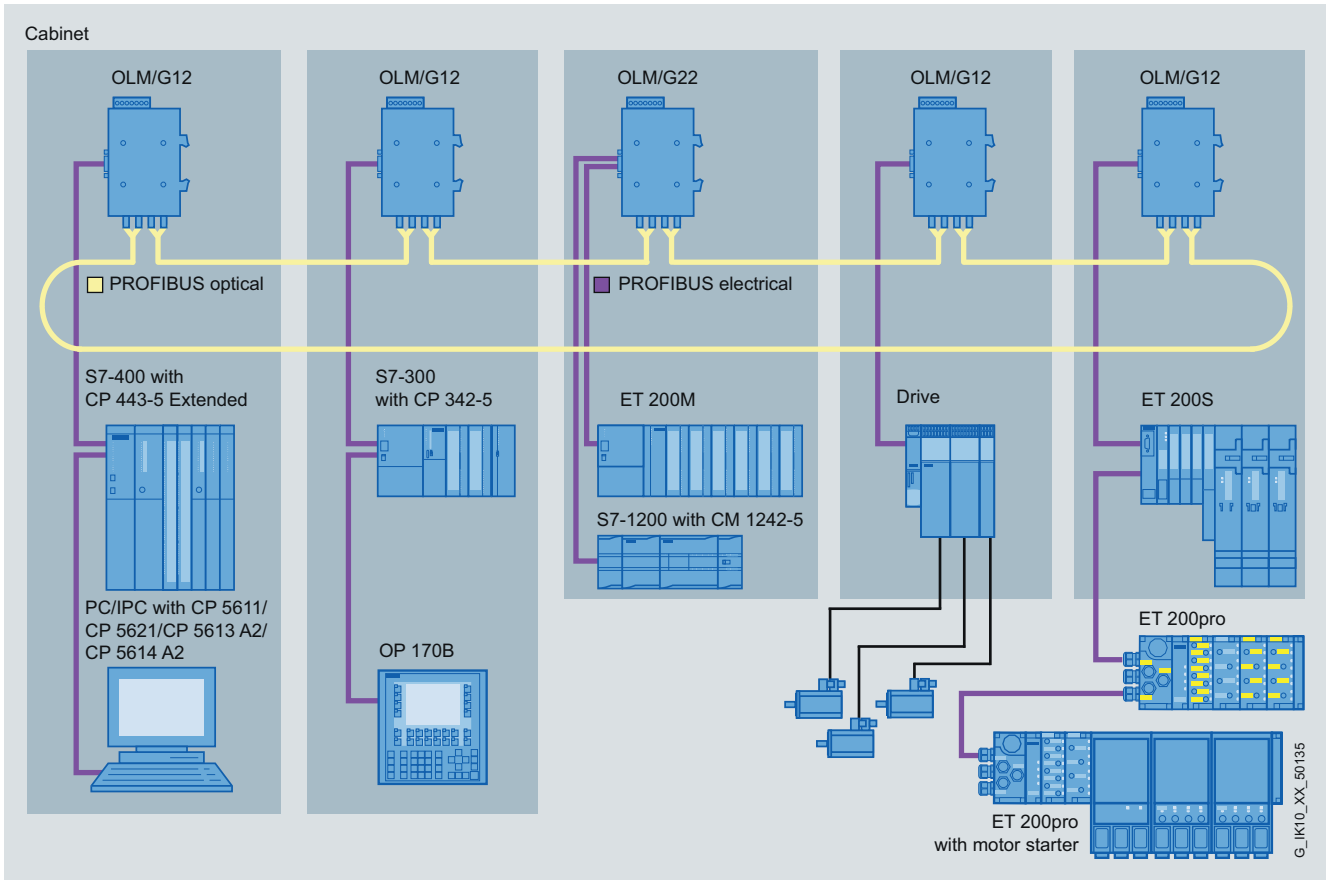 Cabinet
OLM/G12
OLM/G12
OLM/G22
OLM/G12
OLM/G12
PROFIBUS optical
PROFIBUS electrical
S7-400 with
CP 443-5 Extended
S7-300
with CP 342-5
ET 200M
Drive
ET 200S
S7-1200 with CM 1242-5
PC/IPC with CP 5611/
CP 5621/CP 5613 A2/
CP 5614 A2
OP 170B
ET 200pro
ET 200pro
with motor starter
G_IK10_XX_50135